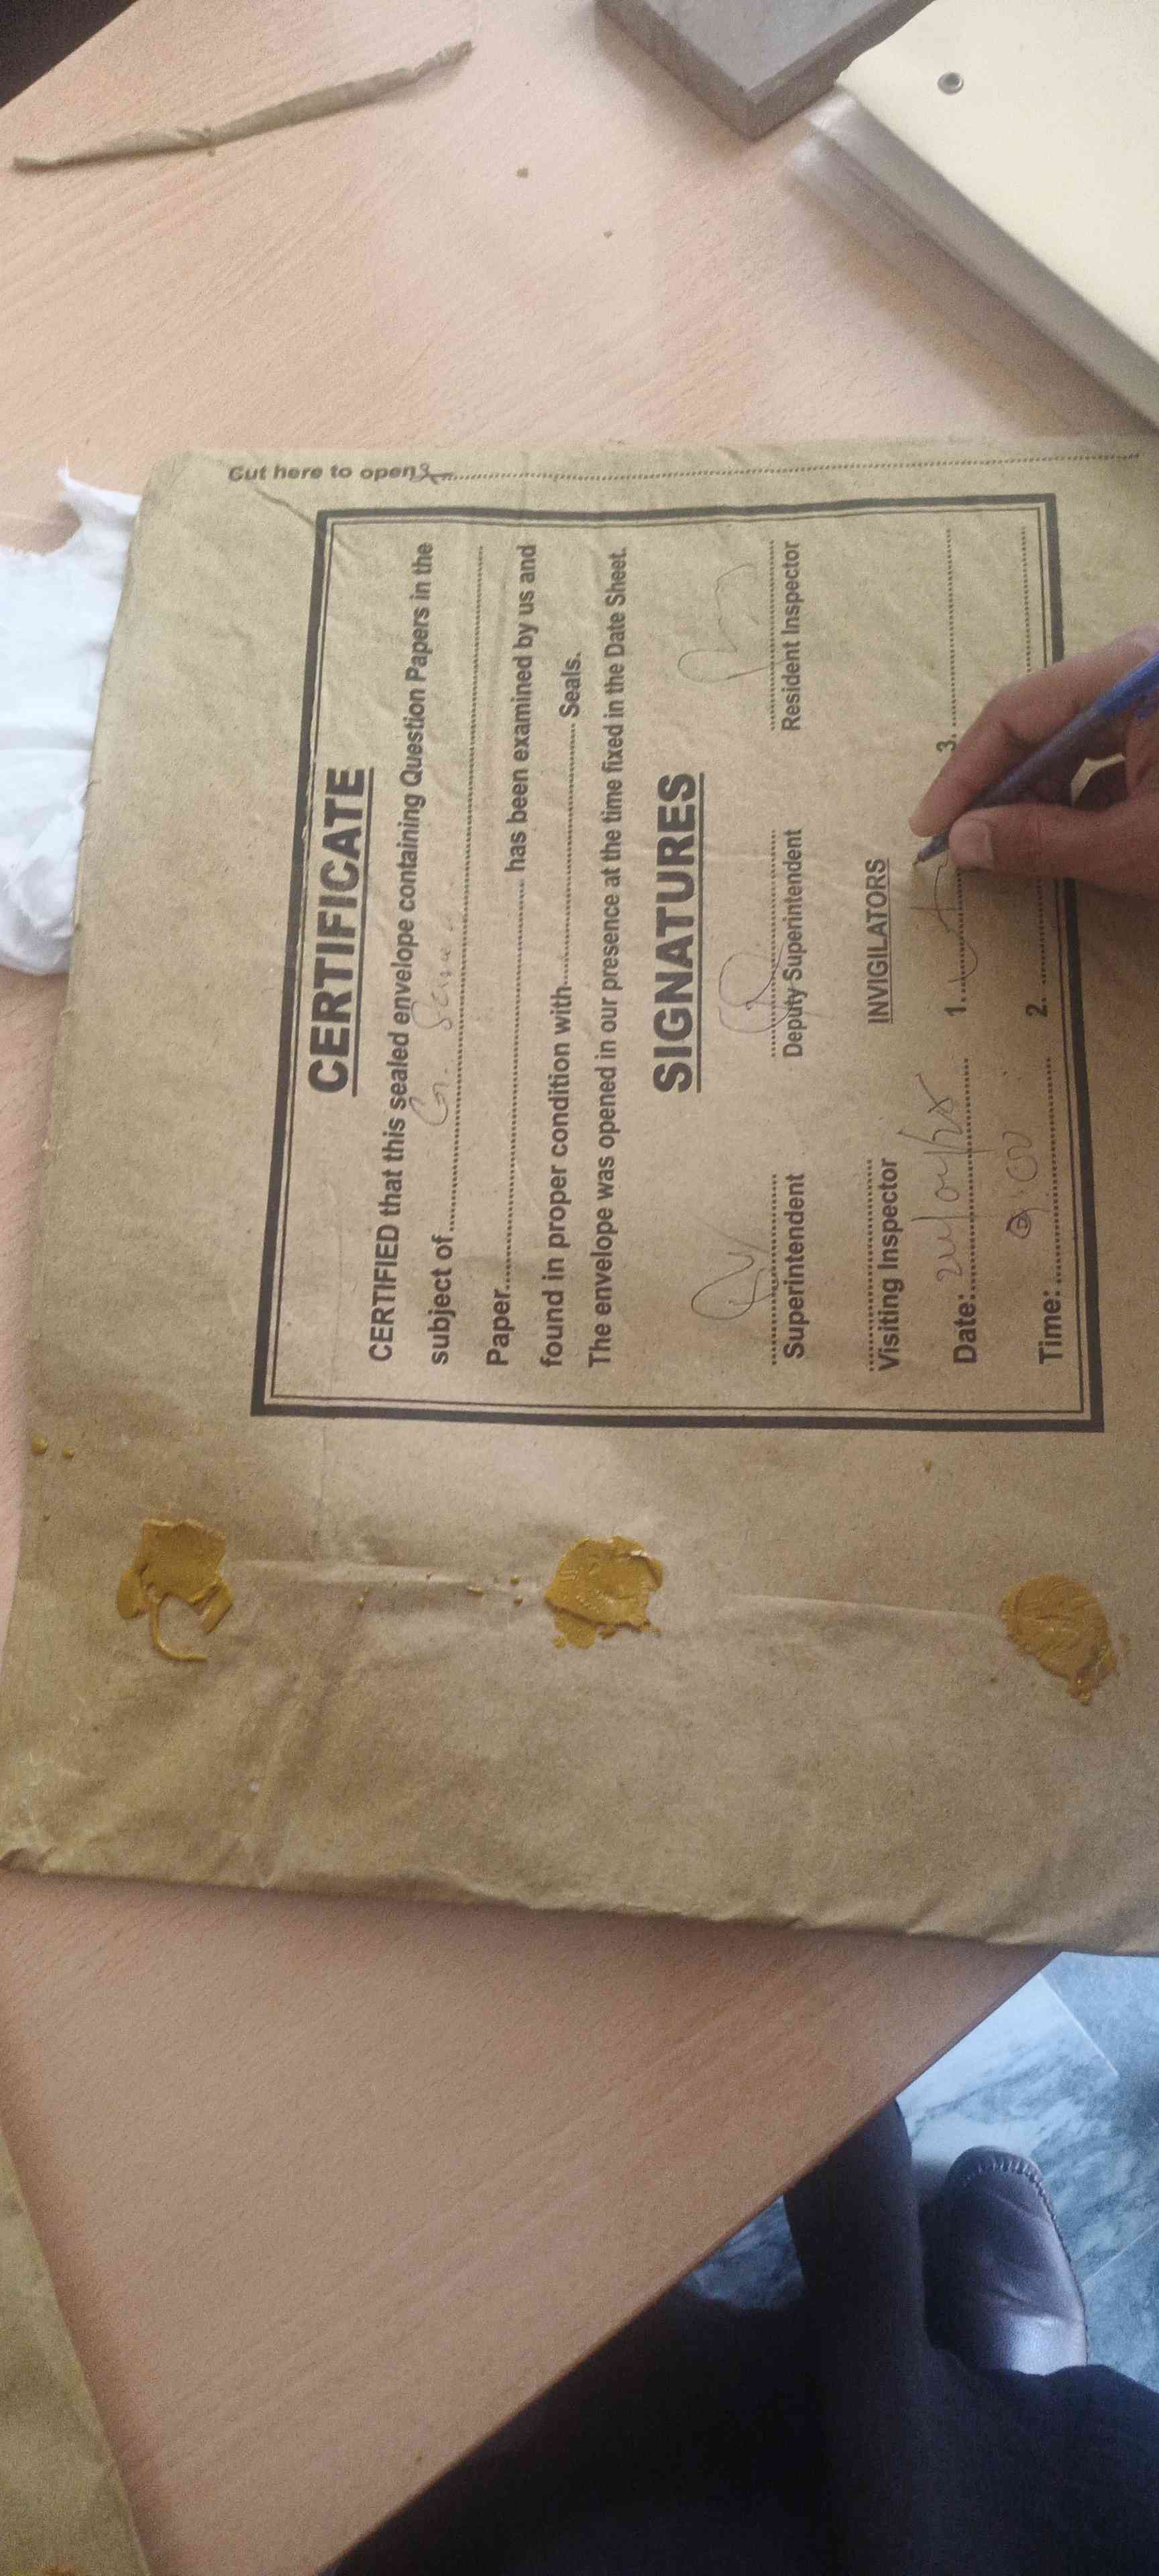 Cut here to open
CERTIFICATE
CERTIFIED that this sealed envelope containing Question Papers in the
subject of G. Science
Paper has been examined by us and
found in proper condition with Seals.
The envelope was opened in our presence at the time fixed in the Date Sheet.
SIGNATURES
Superintendent Deputy Superintendent Resident Inspector
Visiting Inspector INVIGILATORS
Date: 1. 3.
Time: 2.